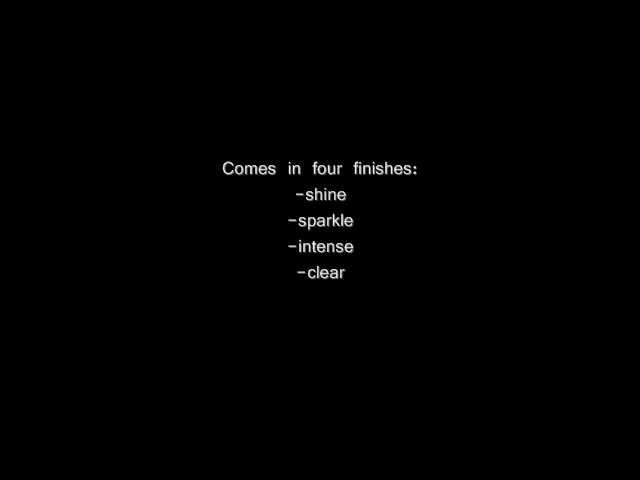 Comes in four finishes:
-shine
-sparkle
-intense
-clear